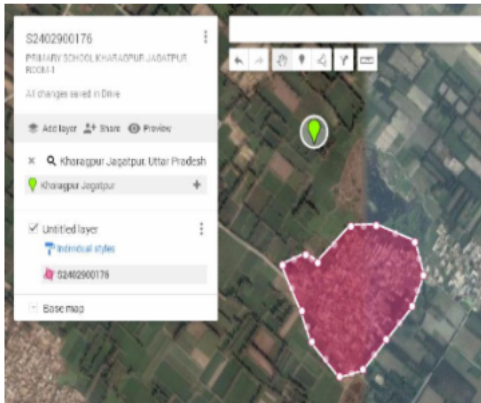 S2402900176
PRIMARY SCHOOL KHARAGPUR JAGATPUR
ROOM-1
All changes saved in Drive
Add layer Share Preview
Kharagpur Jagatpur, Uttar Pradesh
Kharagpur Jagatpur
Untitled layer
Individual styles
S2402900176
Base map